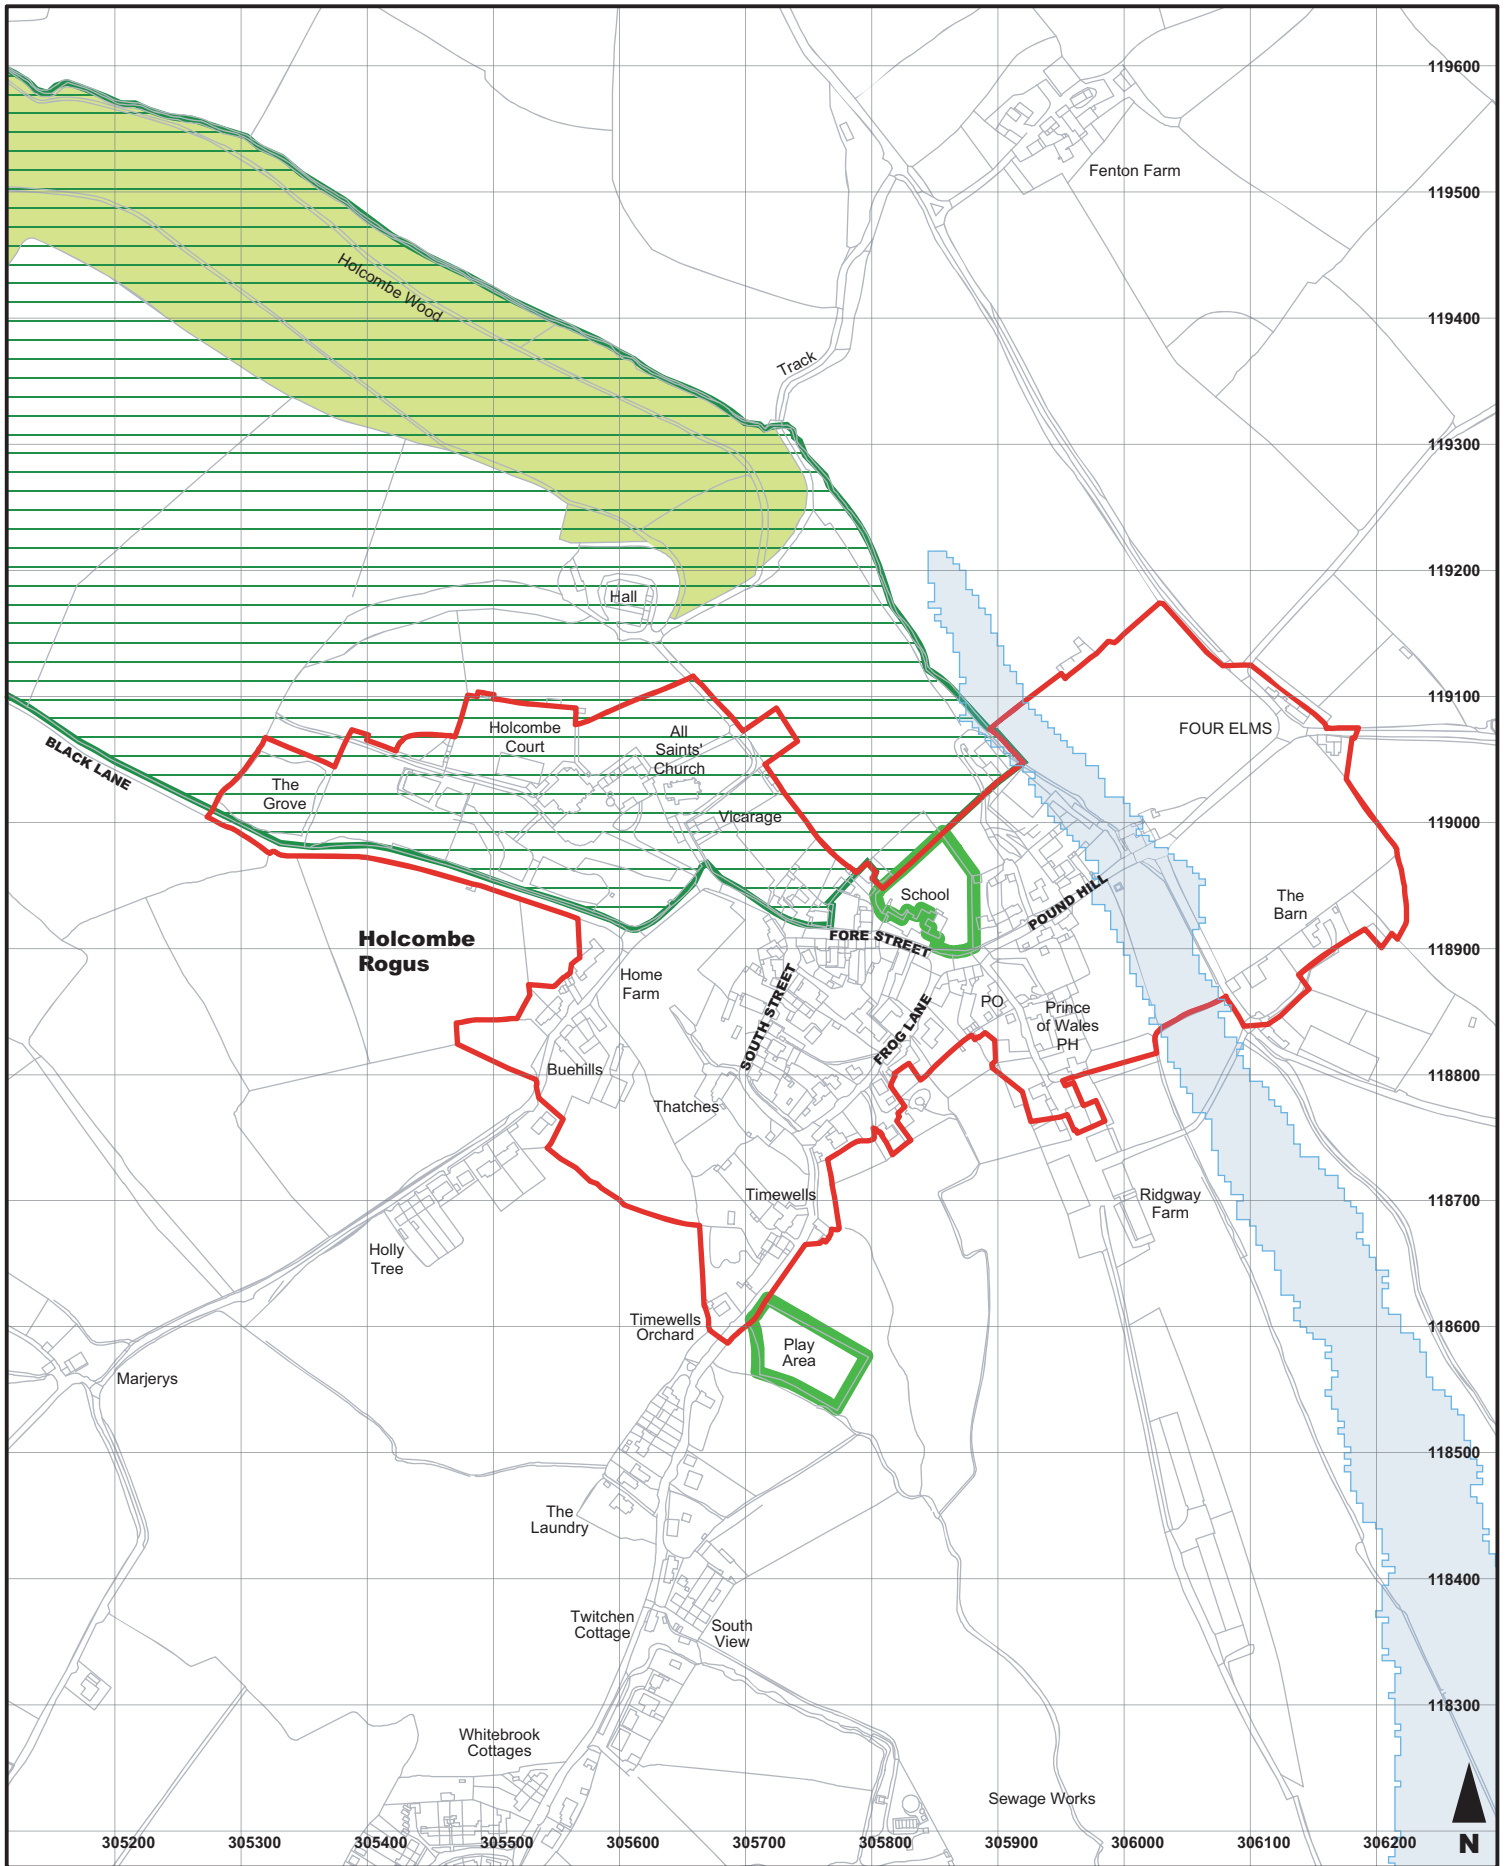 119600
Fenton Farm
119500
Holcombe Wood
119400
Track
119300
119200
Hall
119100
FOUR ELMS
Holcombe
Court
All
Saints'
Church
BLACK LANE
The
Grove
Vicarage
119000
School
The
Barn
POUND HILL
FORE STREET
Holcombe
Rogus
118900
Home
Farm
SOUTH STREET
FROG LANE
PO
Prince
of Wales
PH
Buehills
118800
Thatches
Timewells
118700
Ridgway
Farm
Holly
Tree
Timewells
Orchard
118600
Play
Area
Marjerys
118500
The
Laundry
118400
Twitchen
Cottage
South
View
118300
Whitebrook
Cottages
Sewage Works
305200
305300
305400
305500
305600
305700
305800
305900
306000
306100
306200
N